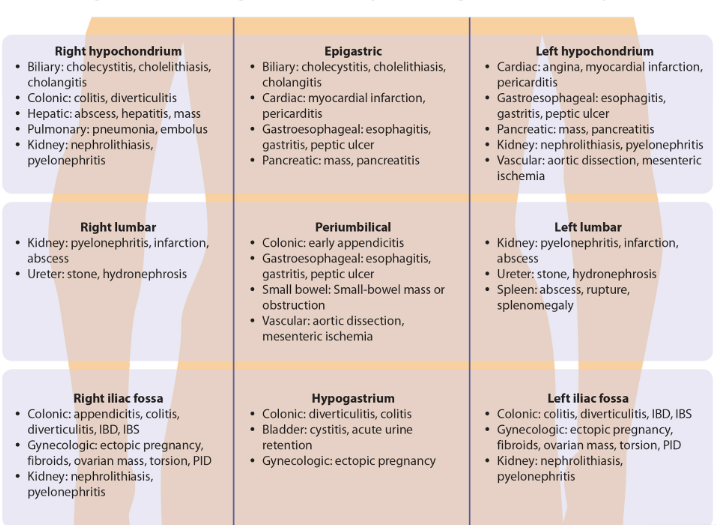 Right hypochondrium
• Biliary: cholecystitis, cholelithiasis,
cholangitis
• Colonic: colitis, diverticulitis
• Hepatic: abscess, hepatitis, mass
• Pulmonary: pneumonia, embolus
• Kidney: nephrolithiasis,
pyelonephritis
Epigastric
• Biliary: cholecystitis, cholelithiasis,
cholangitis
• Cardiac: myocardial infarction,
pericarditis
• Gastroesophageal: esophagitis,
gastritis, peptic ulcer
• Pancreatic: mass, pancreatitis
Left hypochondrium
• Cardiac: angina, myocardial infarction,
pericarditis
• Gastroesophageal: esophagitis,
gastritis, peptic ulcer
• Pancreatic: mass, pancreatitis
• Kidney: nephrolithiasis, pyelonephritis
• Vascular: aortic dissection, mesenteric
ischemia
Right lumbar
• Kidney: pyelonephritis, infarction,
abscess
• Ureter: stone, hydronephrosis
Periumbilical
• Colonic: early appendicitis
• Gastroesophageal: esophagitis,
gastritis, peptic ulcer
• Small bowel: Small-bowel mass or
obstruction
• Vascular: aortic dissection,
mesenteric ischemia
Left lumbar
• Kidney: pyelonephritis, infarction,
abscess
• Ureter: stone, hydronephrosis
• Spleen: abscess, rupture,
splenomegaly
Right iliac fossa
• Colonic: appendicitis, colitis,
diverticulitis, IBD, IBS
• Gynecologic: ectopic pregnancy,
fibroids, ovarian mass, torsion, PID
• Kidney: nephrolithiasis,
pyelonephritis
Hypogastrium
• Colonic: diverticulitis, colitis
• Bladder: cystitis, acute urine
retention
• Gynecologic: ectopic pregnancy
Left iliac fossa
• Colonic: colitis, diverticulitis, IBD, IBS
• Gynecologic: ectopic pregnancy,
fibroids, ovarian mass, torsion, PID
• Kidney: nephrolithiasis,
pyelonephritis